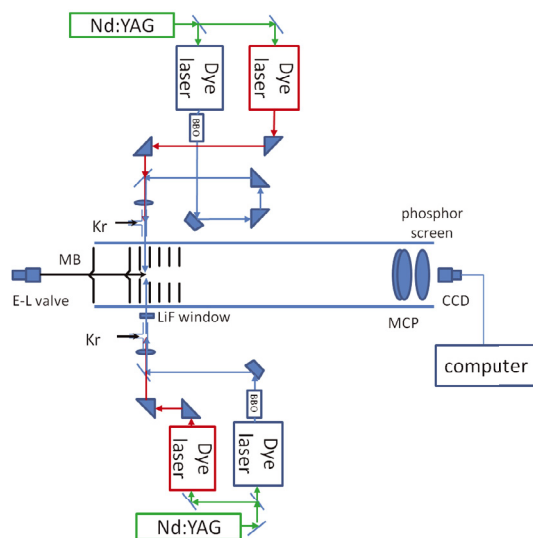 Nd:YAG
Dye
laser
Dye
laser
BBO
Kr
phosphor
screen
MB
E-L valve
LiF window
CCD
MCP
Kr
computer
BBO
Dye
laser
Dye
laser
Nd:YAG